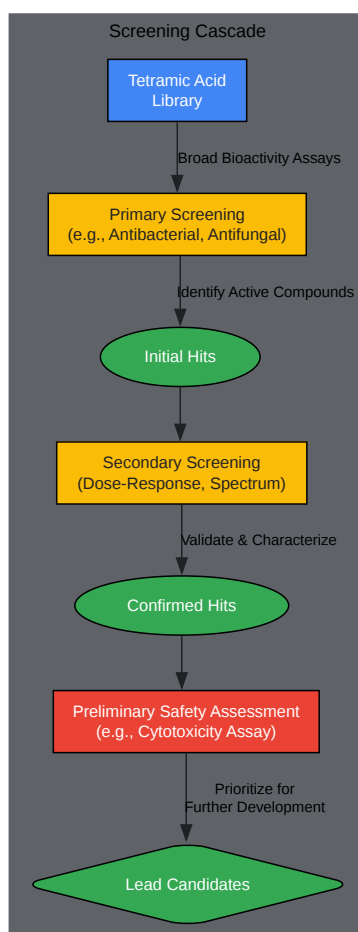 Screening Cascade
Tetramic Acid
Library
Broad Bioactivity Assays
Primary Screening
(e.g., Antibacterial, Antifungal)
Identify Active Compounds
Initial Hits
Secondary Screening
(Dose-Response, Spectrum)
Validate & Characterize
Confirmed Hits
Preliminary Safety Assessment
(e.g., Cytotoxicity Assay)
Prioritize for
Further Development
Lead Candidates